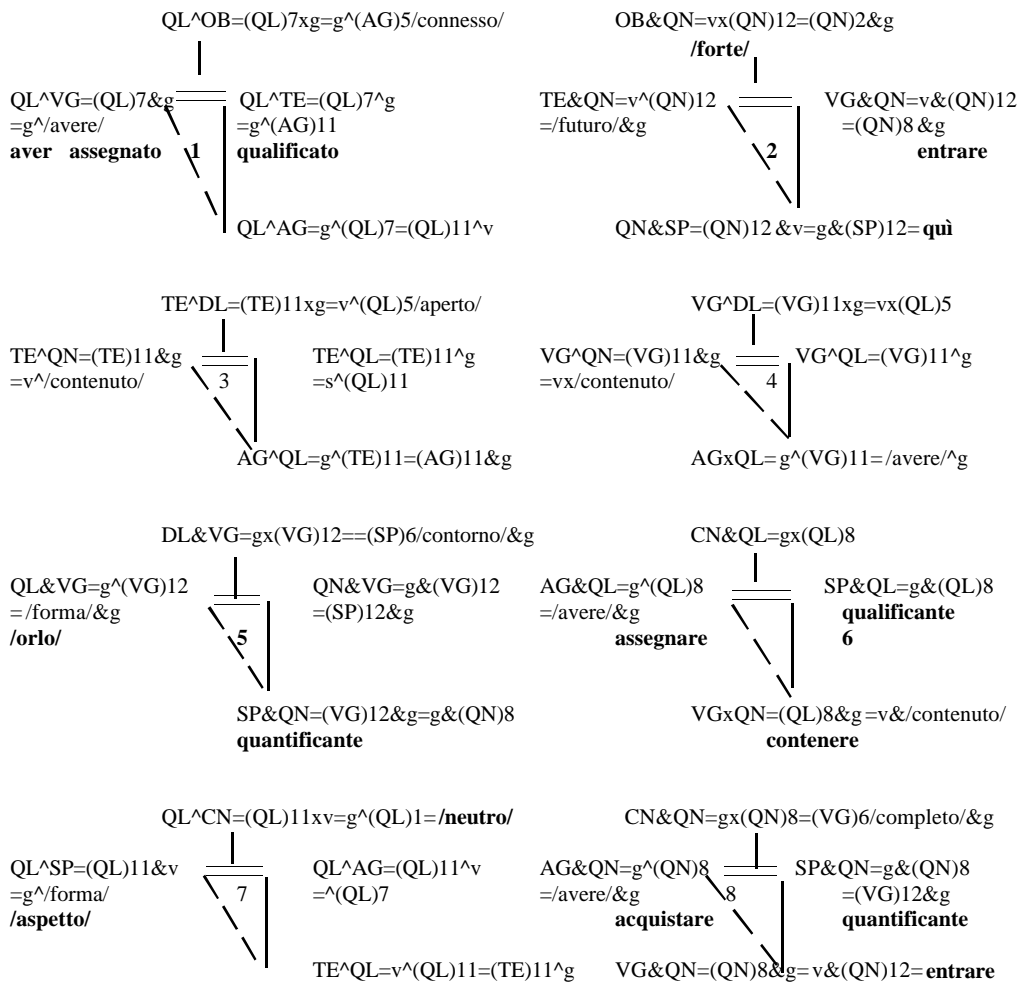 QL^OB=(QL)7xg=g^(AG)5/connesso/
QL^VG=(QL)7&g
=g^/avere/
aver assegnato
1
QL^TE=(QL)7^g
=g^(AG)11
qualificato
QL^AG=g^(QL)7=(QL)11^v
OB&QN=vx(QN)12=(QN)2&g
/forte/
TE&QN=v^(QN)12
=/futuro/&g
2
VG&QN=v&(QN)12
=(QN)8 &g
entrare
QN&SP=(QN)12 &v=g&(SP)12= quì
TE^DL=(TE)11xg=v^(QL)5/aperto/
TE^QN=(TE)11&g
=v^/contenuto/
3
TE^QL=(TE)11^g
=s^(QL)11
AG^QL=g^(TE)11=(AG)11&g
VG^DL=(VG)11xg=vx(QL)5
VG^QN=(VG)11&g
=vx/contenuto/
4
VG^QL=(VG)11^g
AGxQL=g^(VG)11=/avere/^g
DL&VG=gx(VG)12==(SP)6/contorno/&g
QL&VG=g^(VG)12
=/forma/&g
/orlo/
5
QN&VG=g&(VG)12
=(SP)12&g
SP&QN=(VG)12&g=g&(QN)8
quantificante
CN&QL=gx(QL)8
AG&QL=g^(QL)8
=/avere/&g
assegnare
SP&QL=g&(QL)8
qualificante
6
VGxQN=(QL)8&g=v&/contenuto/
contenere
QL^CN=(QL)11xv=g^(QL)1=/neutro/
QL^SP=(QL)11&v
=g^/forma/
/aspetto/
7
QL^AG=(QL)11^v
=^(QL)7
TE^QL=v^(QL)11=(TE)11^g
CN&QN=gx(QN)8=(VG)6/completo/&g
AG&QN=g^(QN)8
=/avere/&g
acquistare
8
SP&QN=g&(QN)8
=(VG)12&g
quantificante
VG&QN=(QN)8&g=v&(QN)12=entrare